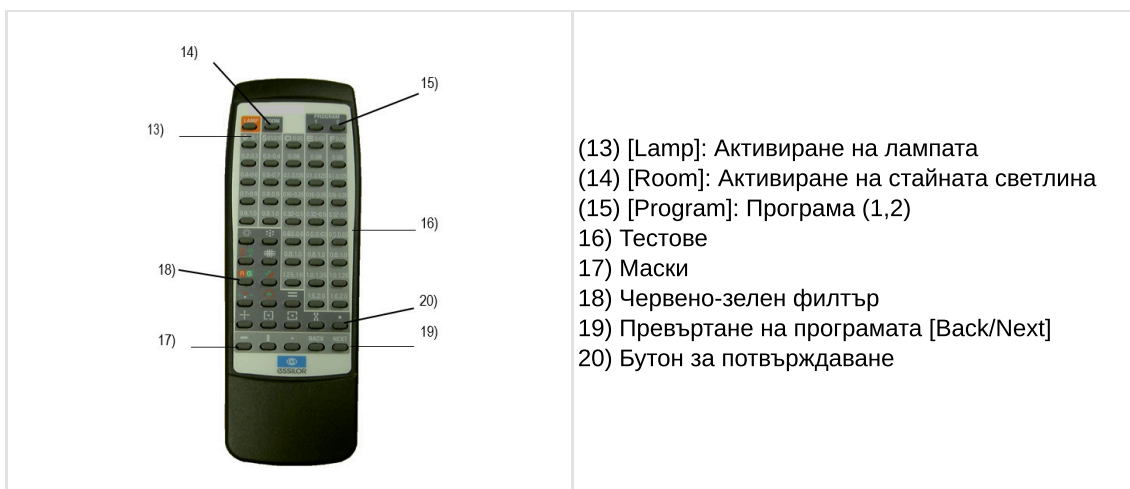 14)
15)
13)
16)
18)
20)
17)
19)
LAMP
PROGRAM
BACK NEXT
ESSILOR
(13) [Lamp]: Активиране на лампата
(14) [Room]: Активиране на стайната светлина
(15) [Program]: Програма (1,2)
16) Тестове
17) Маски
18) Червено-зелен филтър
19) Превъртане на програмата [Back/Next]
20) Бутон за потвърждаване